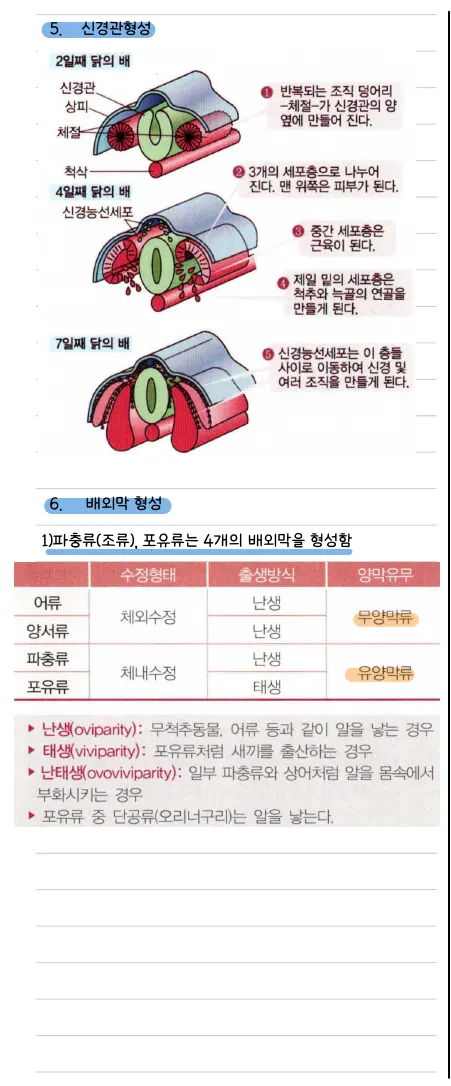 5. 신경관형성
2일째 닭의 배
신경관
상피
체절
척삭
❶ 반복되는 조직 덩어리
–체절–가 신경관의 양
옆에 만들어 진다.
4일째 닭의 배
신경능선세포
❷ 3개의 세포층으로 나누어
진다. 맨 위쪽은 피부가 된다.
❸ 중간 세포층은
근육이 된다.
❹ 제일 밑의 세포층은
척추와 늑골의 연골을
만들게 된다.
7일째 닭의 배
❺ 신경능선세포는 이 층들
사이로 이동하여 신경 및
여러 조직을 만들게 된다.
6. 배외막 형성
1)파충류(조류), 포유류는 4개의 배외막을 형성함
수정형태 출생방식 양막유무
어류 체외수정 난생 무양막류
양서류 난생
파충류 체내수정 난생 유양막류
포유류 태생
▶ 난생(oviparity): 무척추동물, 어류 등과 같이 알을 낳는 경우
▶ 태생(viviparity): 포유류처럼 새끼를 출산하는 경우
▶ 난태생(ovoviviparity): 일부 파충류와 상어처럼 알을 몸속에서
부화시키는 경우
▶ 포유류 중 단공류(오리너구리)는 알을 낳는다.